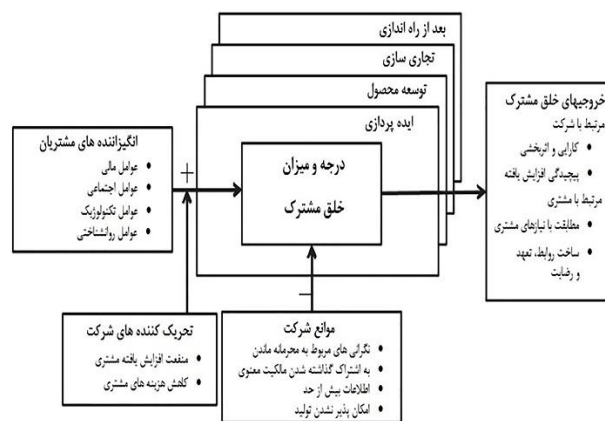 بعد از راه اندازی
تجاری سازی
توسعه محصول
ایده پردازی
درجه و میزان
خلق مشترک
انگیزاننده های مشتریان
عوامل مالی
عوامل اجتماعی
عوامل تکنولوژیک
عوامل روانشناختی
+
خروجیهای خلق مشترک
مرتبط با شرکت
کارایی و اثربخشی
پیچیدگی افزایش یافته
مرتبط با مشتری
مطابقت با نیازهای مشتری
ساخت روابط، تعهد
و رضایت
تحریک کننده های شرکت
منفعت افزایش یافته مشتری
کاهش هزینه های مشتری
–
موانع شرکت
نگرانی های مربوط به محرمانه ماندن
به اشتراک گذاشته شدن مالکیت معنوی
اطلاعات بیش از حد
امکان پذیر نشدن تولید